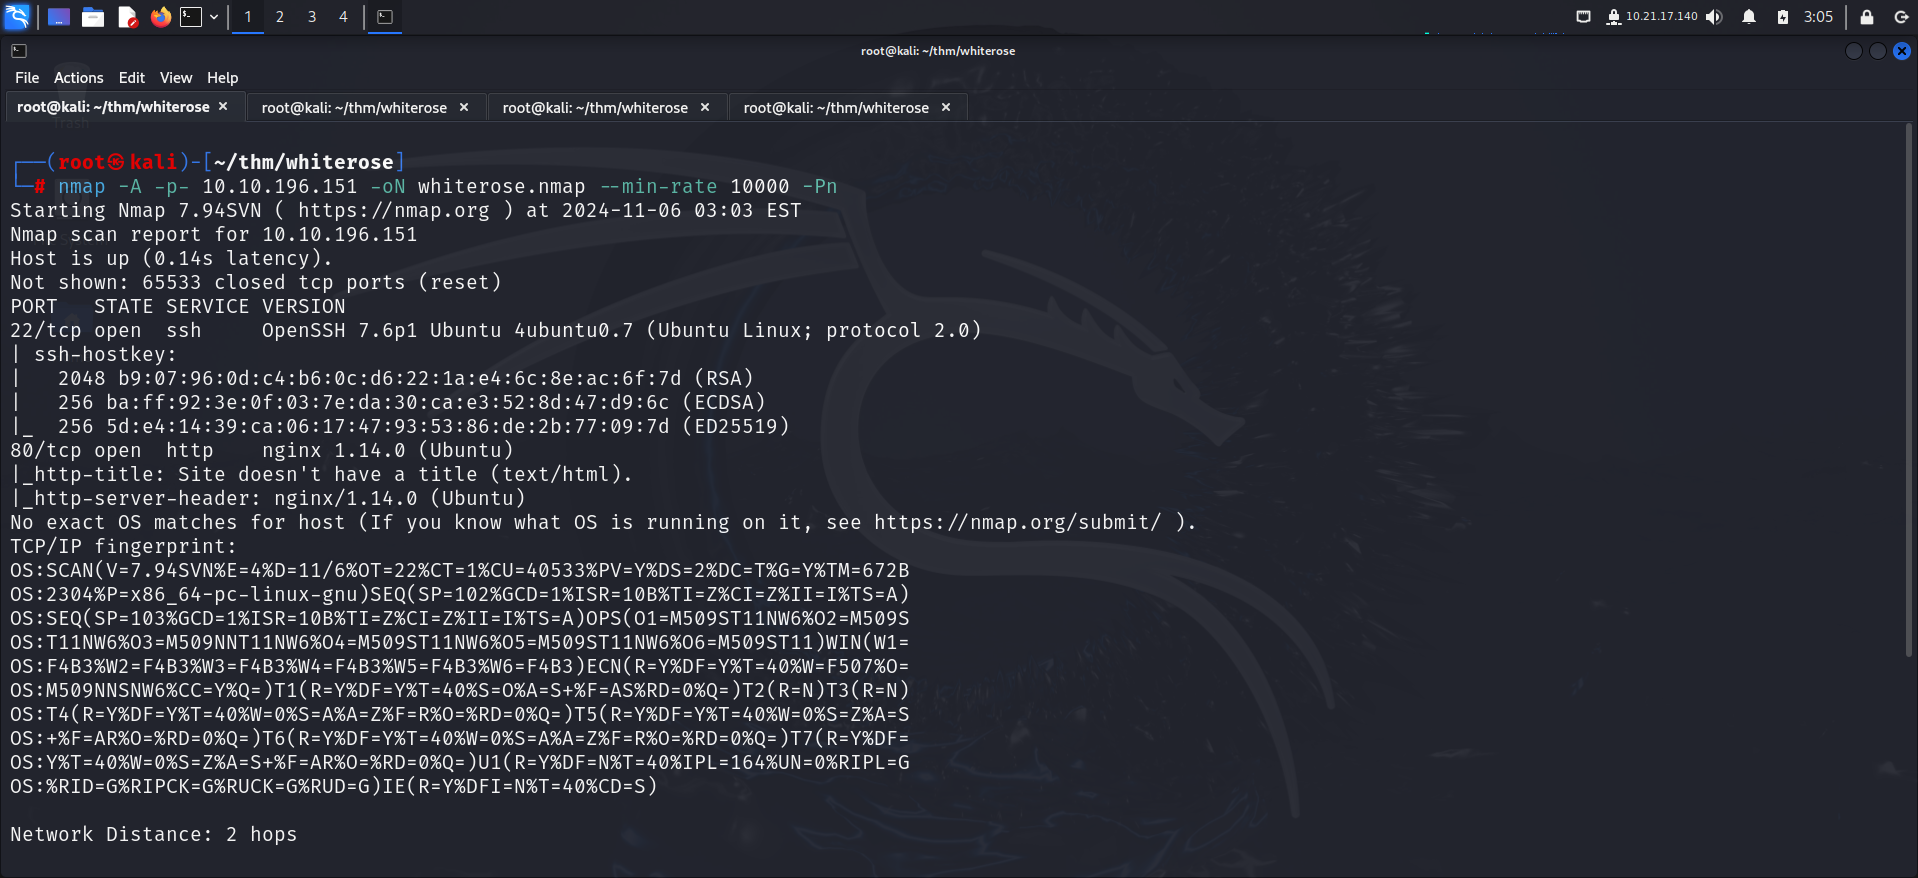 1 2 3 4
10.21.17.140
3:05
root@kali: ~/thm/whiterose
File Actions Edit View Help
root@kali: ~/thm/whiterose × root@kali: ~/thm/whiterose × root@kali: ~/thm/whiterose × root@kali: ~/thm/whiterose ×
Trash
┌──(root㉿kali)-[~/thm/whiterose]
└─# nmap -A -p- 10.10.196.151 -oN whiterose.nmap --min-rate 10000 -Pn
Starting Nmap 7.94SVN ( https://nmap.org ) at 2024-11-06 03:03 EST
Nmap scan report for 10.10.196.151
Host is up (0.14s latency).
Not shown: 65533 closed tcp ports (reset)
PORT   STATE SERVICE VERSION
22/tcp open  ssh     OpenSSH 7.6p1 Ubuntu 4ubuntu0.7 (Ubuntu Linux; protocol 2.0)
| ssh-hostkey:
|   2048 b9:07:96:0d:c4:b6:0c:d6:22:1a:e4:6c:8e:ac:6f:7d (RSA)
|   256 ba:ff:92:3e:0f:03:7e:da:30:ca:e3:52:8d:47:d9:6c (ECDSA)
|_  256 5d:e4:14:39:ca:06:17:47:93:53:86:de:2b:77:09:7d (ED25519)
80/tcp open  http    nginx 1.14.0 (Ubuntu)
|_http-title: Site doesn't have a title (text/html).
|_http-server-header: nginx/1.14.0 (Ubuntu)
No exact OS matches for host (If you know what OS is running on it, see https://nmap.org/submit/ ).
TCP/IP fingerprint:
OS:SCAN(V=7.94SVN%E=4%D=11/6%OT=22%CT=1%CU=40533%PV=Y%DS=2%DC=T%G=Y%TM=672B
OS:2304%P=x86_64-pc-linux-gnu)SEQ(SP=102%GCD=1%ISR=10B%TI=Z%CI=Z%II=I%TS=A)
OS:SEQ(SP=103%GCD=1%ISR=10B%TI=Z%CI=Z%II=I%TS=A)OPS(O1=M509ST11NW6%O2=M509S
OS:T11NW6%O3=M509NNT11NW6%O4=M509ST11NW6%O5=M509ST11NW6%O6=M509ST11)WIN(W1=
OS:F4B3%W2=F4B3%W3=F4B3%W4=F4B3%W5=F4B3%W6=F4B3)ECN(R=Y%DF=Y%T=40%W=F507%O=
OS:M509NNSNW6%CC=Y%Q=)T1(R=Y%DF=Y%T=40%S=O%A=S+%F=AS%RD=0%Q=)T2(R=N)T3(R=N)
OS:T4(R=Y%DF=Y%T=40%W=0%S=A%A=Z%F=R%O=%RD=0%Q=)T5(R=Y%DF=Y%T=40%W=0%S=Z%A=S
OS:+%F=AR%O=%RD=0%Q=)T6(R=Y%DF=Y%T=40%W=0%S=A%A=Z%F=R%O=%RD=0%Q=)T7(R=Y%DF=
OS:Y%T=40%W=0%S=Z%A=S+%F=AR%O=%RD=0%Q=)U1(R=Y%DF=N%T=40%IPL=164%UN=0%RIPL=G
OS:%RID=G%RIPCK=G%RUCK=G%RUD=G)IE(R=Y%DFI=N%T=40%CD=S)
Network Distance: 2 hops